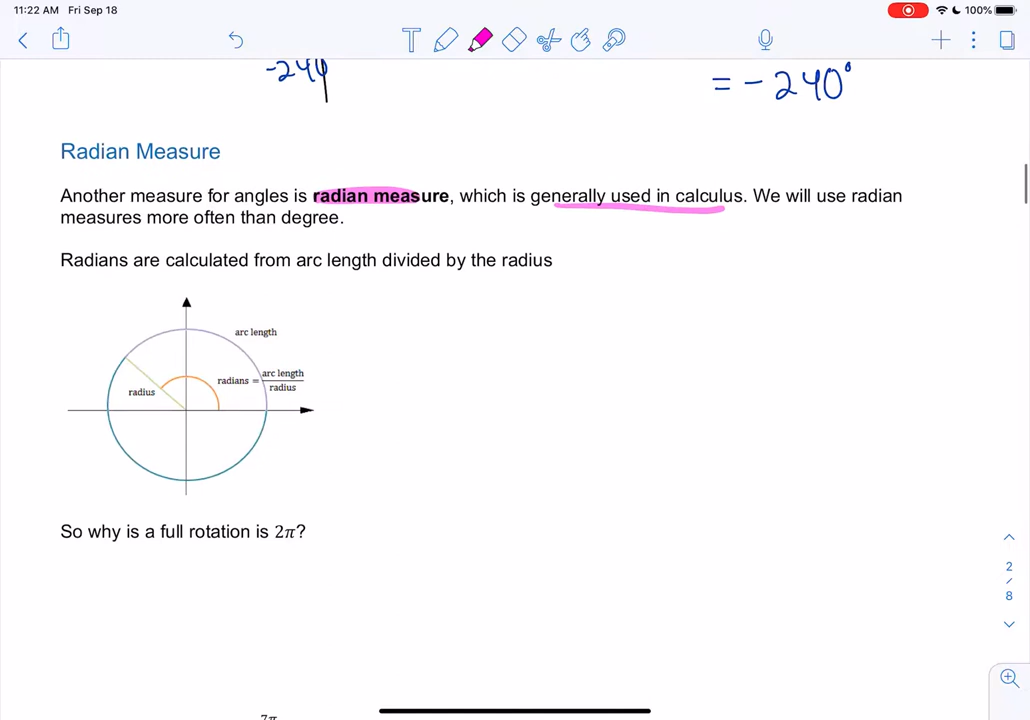 11:22 AM Fri Sep 18
100%
T
-240
= -240°
Radian Measure
Another measure for angles is radian measure, which is generally used in calculus. We will use radian
measures more often than degree.
Radians are calculated from arc length divided by the radius
arc length
radians = arc length / radius
radius
So why is a full rotation is 2π?
2
/
8
7π